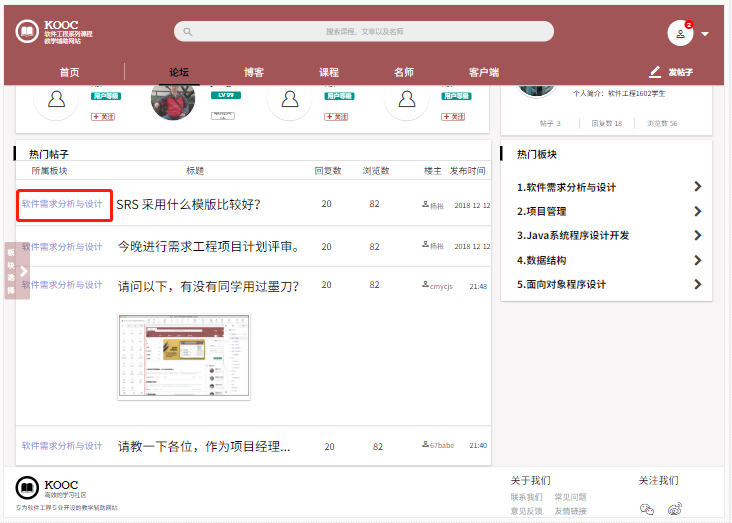 KOOC
软件工程系列课程
教学辅助网站
搜索课程、文章以及名师
2
首页 论坛 博客 课程 名师 客户端 发帖子
用户等级 LV 99 用户等级 用户等级
+ 关注 + 关注 + 关注
个人简介：软件工程1602学生
帖子 3 回复数 18 浏览数 56
热门帖子
所属板块 标题 回复数 浏览数 楼主 发布时间
软件需求分析与设计 SRS 采用什么模版比较好? 20 82 杨枨 2018-12-12
软件需求分析与设计 今晚进行需求工程项目计划评审。 20 82 杨枨 2018-12-12
软件需求分析与设计 请问以下，有没有同学用过墨刀? 20 82 cmycjs 21:48
软件需求分析与设计 请教一下各位，作为项目经理... 20 82 67babe 21:40
板块选择
热门板块
1.软件需求分析与设计
2.项目管理
3.Java系统程序设计开发
4.数据结构
5.面向对象程序设计
KOOC
高效的学习社区
专为软件工程专业开设的教学辅助网站
关于我们 关注我们
联系我们 常见问题
意见反馈 友情链接